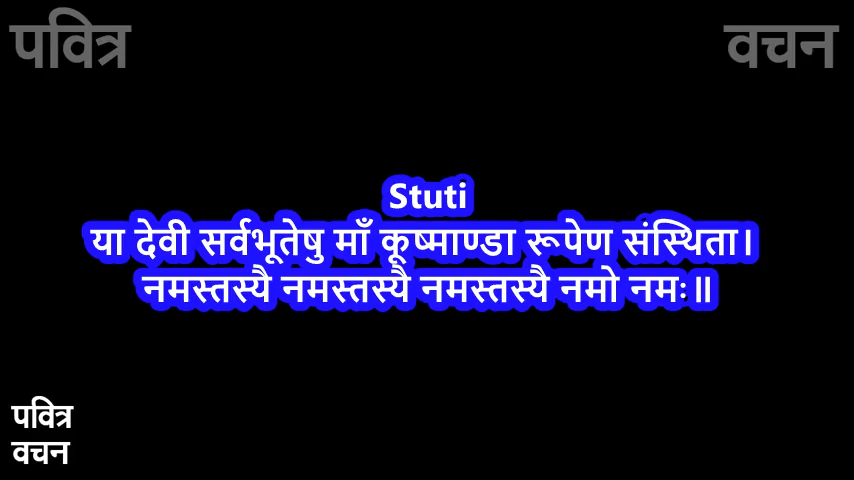 पवित्र वचन
Stuti
या देवी सर्वभूतेषु माँ कूष्माण्डा रूपेण संस्थिता।
नमस्तस्यै नमस्तस्यै नमस्तस्यै नमो नमः॥
पवित्र
वचन